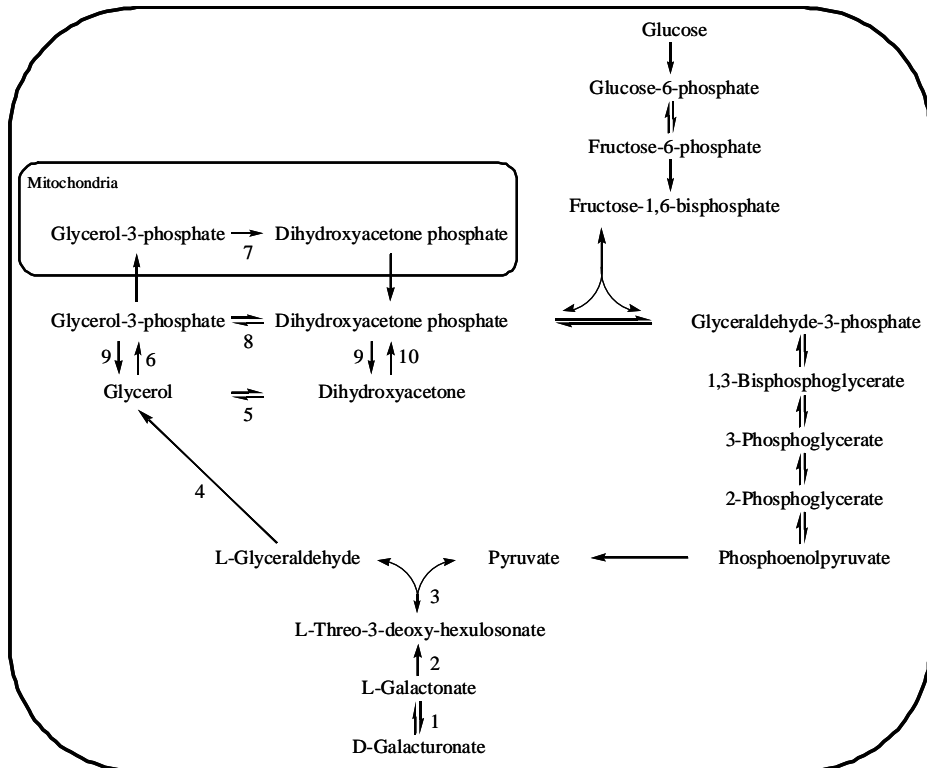 Glucose
Glucose-6-phosphate
Fructose-6-phosphate
Fructose-1,6-bisphosphate
Mitochondria
Glycerol-3-phosphate
7
Dihydroxyacetone phosphate
Glycerol-3-phosphate
8
Dihydroxyacetone phosphate
Glyceraldehyde-3-phosphate
9
6
9
10
Glycerol
5
Dihydroxyacetone
1,3-Bisphosphoglycerate
3-Phosphoglycerate
4
2-Phosphoglycerate
L-Glyceraldehyde
Pyruvate
Phosphoenolpyruvate
3
L-Threo-3-deoxy-hexulosonate
2
L-Galactonate
1
D-Galacturonate